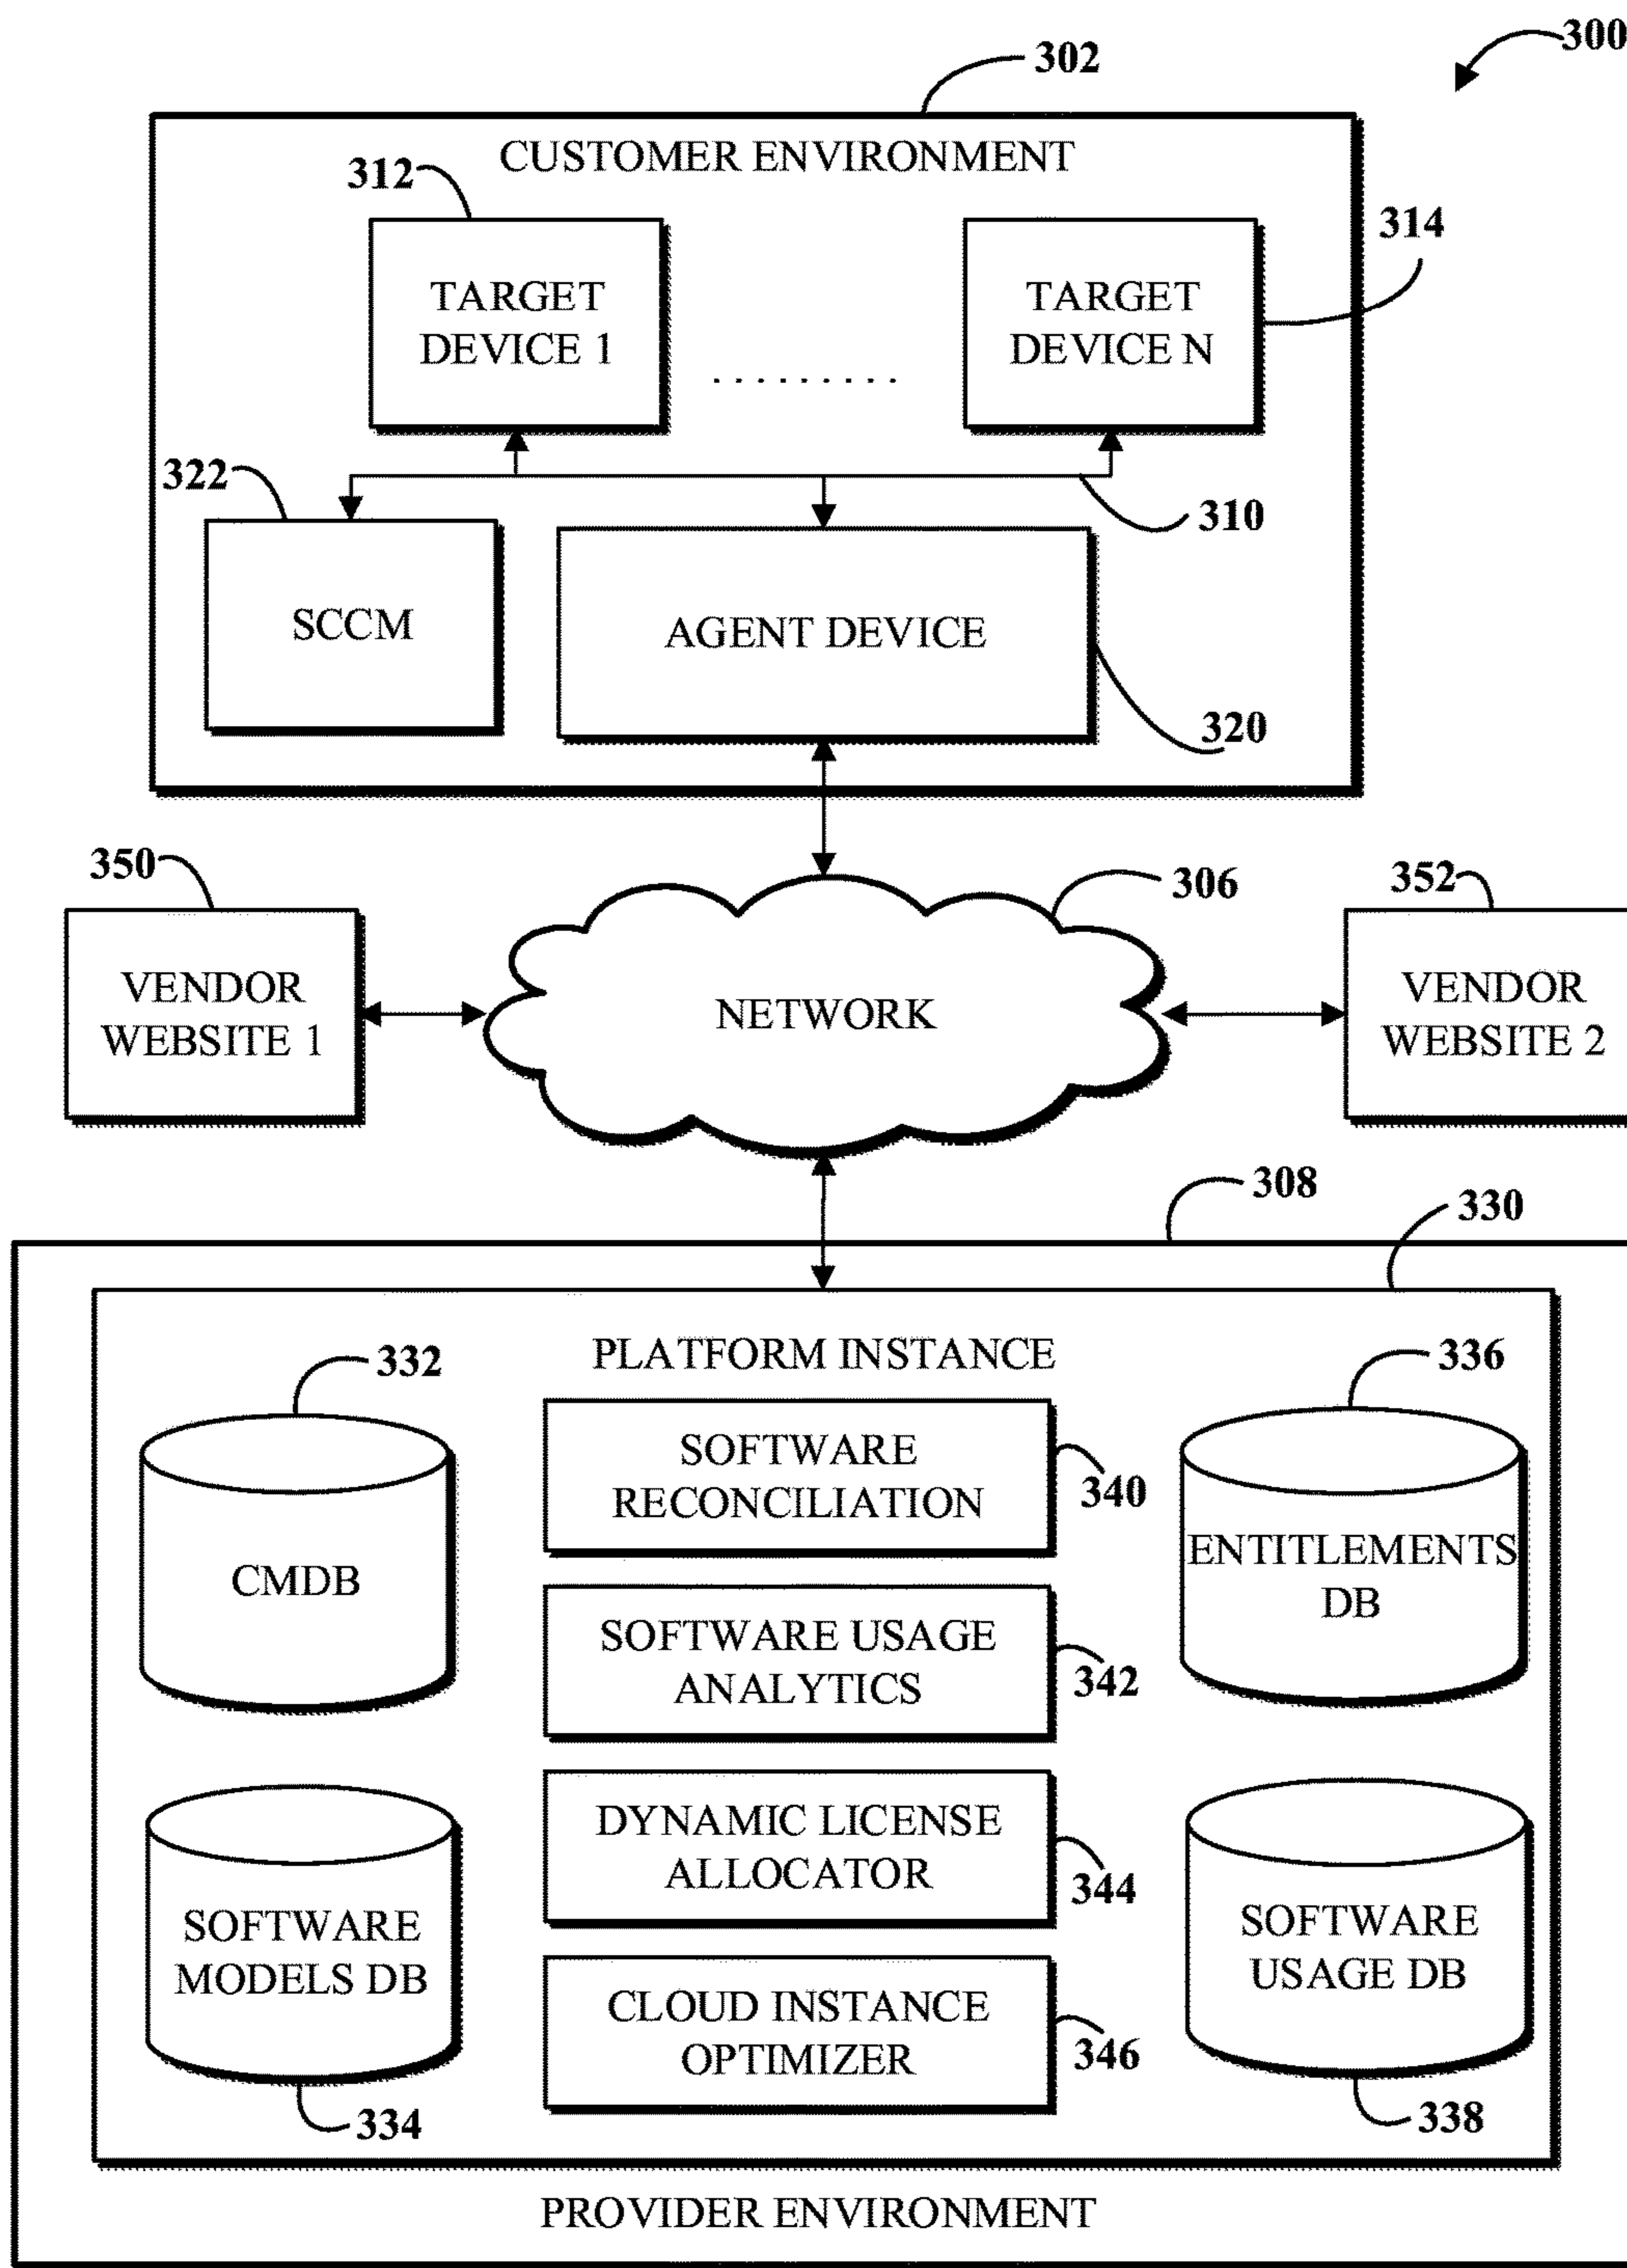 300
302
CUSTOMER ENVIRONMENT
312
314
TARGET
DEVICE 1
.........
TARGET
DEVICE N
322
310
SCCM
AGENT DEVICE
320
350
306
352
VENDOR
WEBSITE 1
NETWORK
VENDOR
WEBSITE 2
308
330
PLATFORM INSTANCE
332
336
SOFTWARE
RECONCILIATION
340
CMDB
ENTITLEMENTS
DB
SOFTWARE USAGE
ANALYTICS
342
DYNAMIC LICENSE
ALLOCATOR
344
SOFTWARE
MODELS DB
SOFTWARE
USAGE DB
CLOUD INSTANCE
OPTIMIZER
346
334
338
PROVIDER ENVIRONMENT